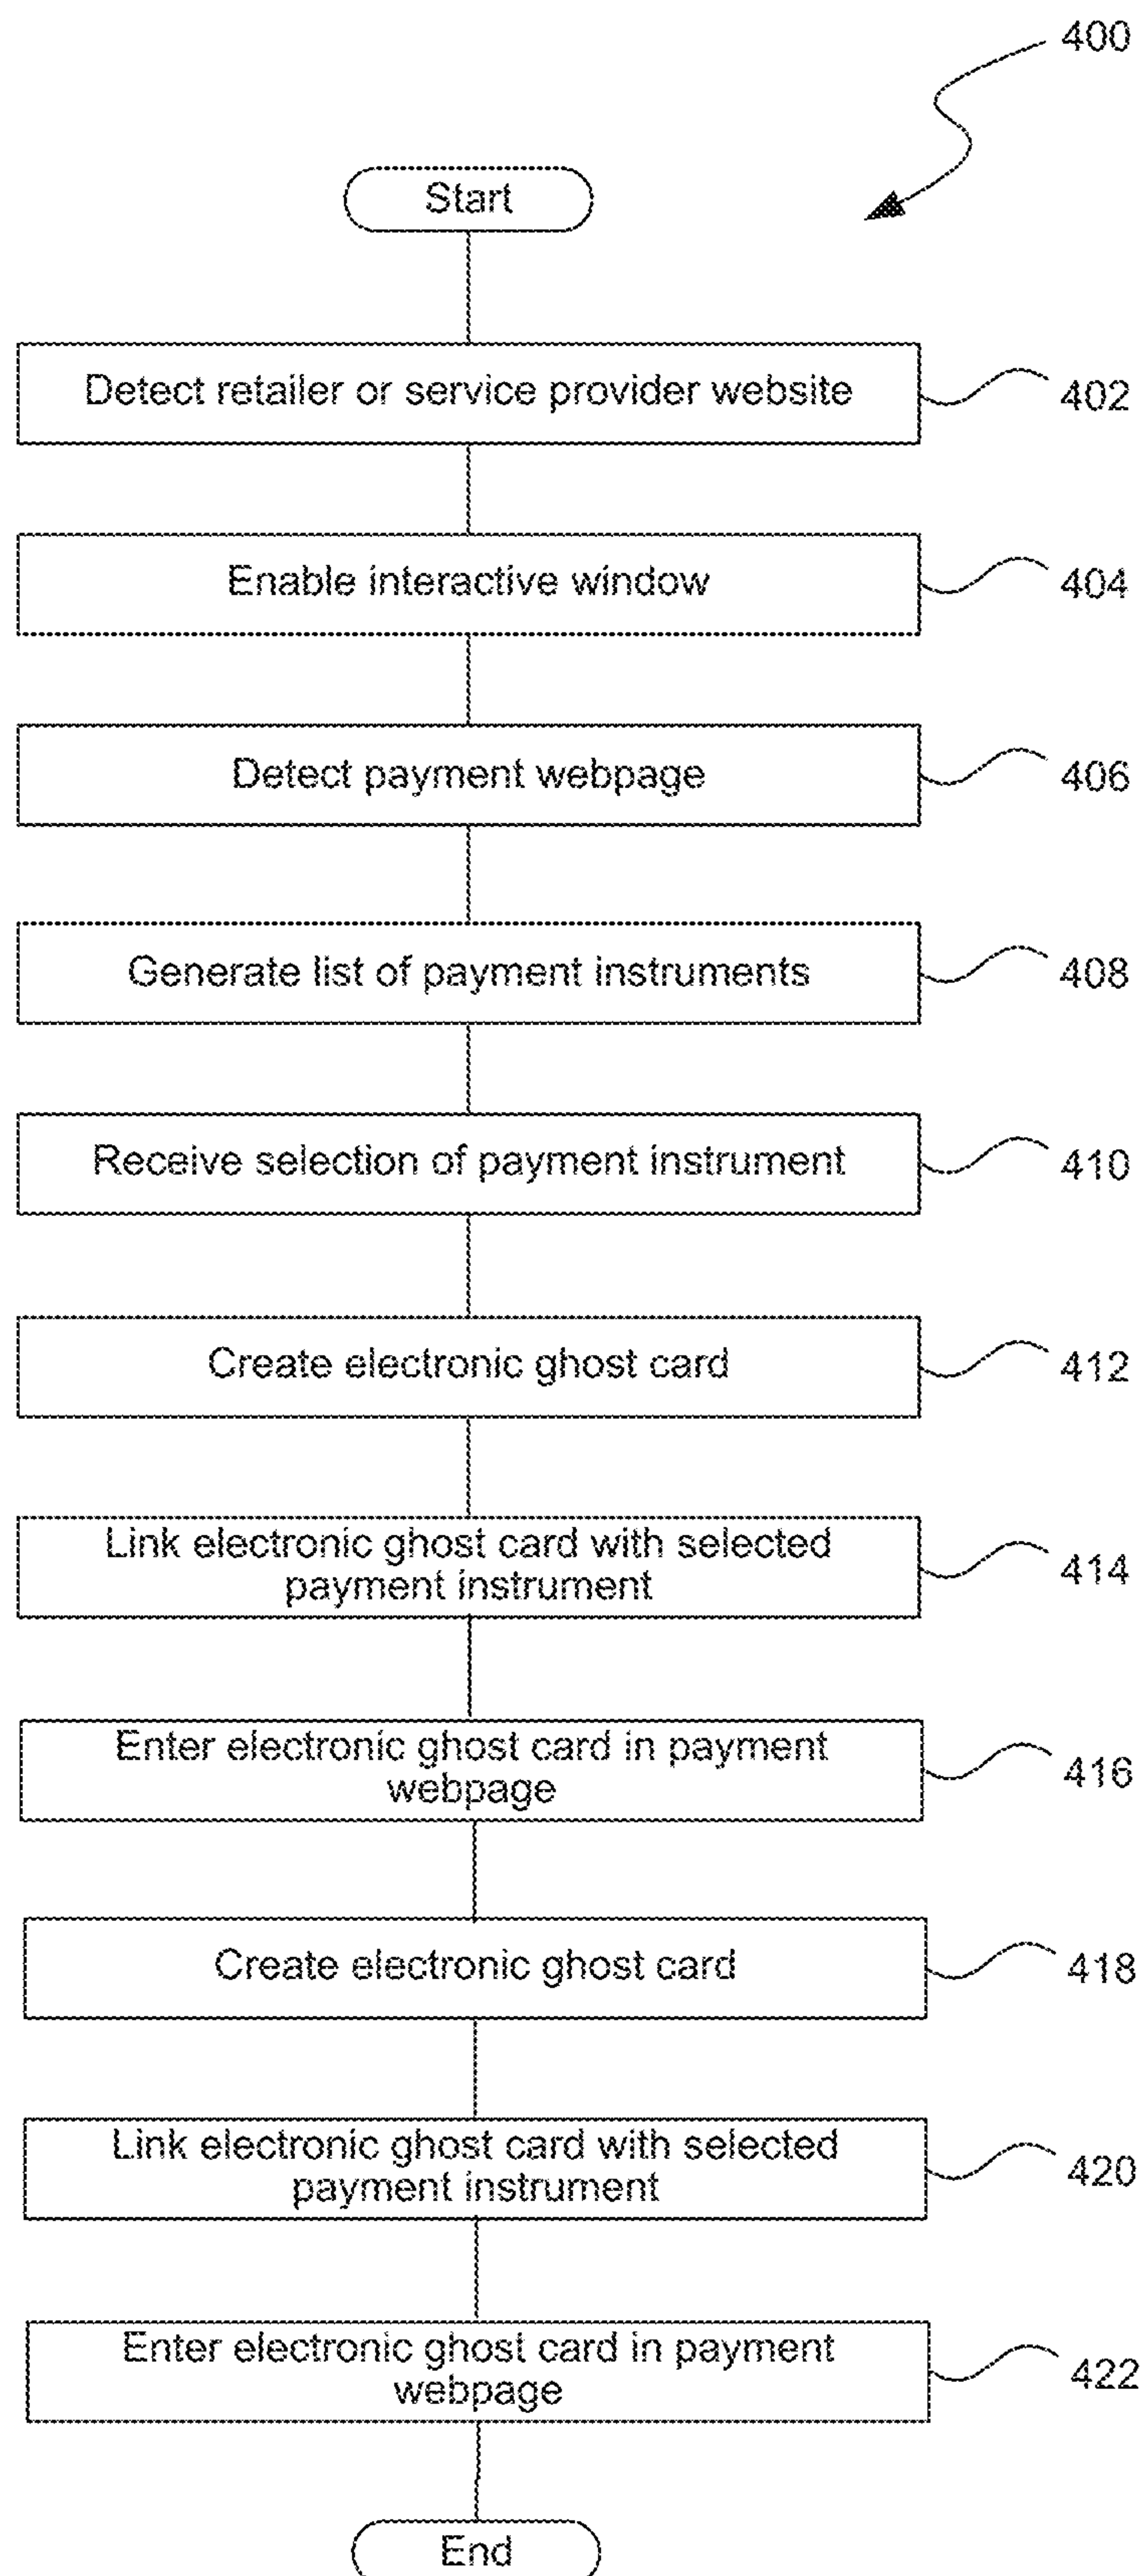 400
Start
Detect retailer or service provider website
402
Enable interactive window
404
Detect payment webpage
406
Generate list of payment instruments
408
Receive selection of payment instrument
410
Create electronic ghost card
412
Link electronic ghost card with selected
payment instrument
414
Enter electronic ghost card in payment
webpage
416
Create electronic ghost card
418
Link electronic ghost card with selected
payment instrument
420
Enter electronic ghost card in payment
webpage
422
End